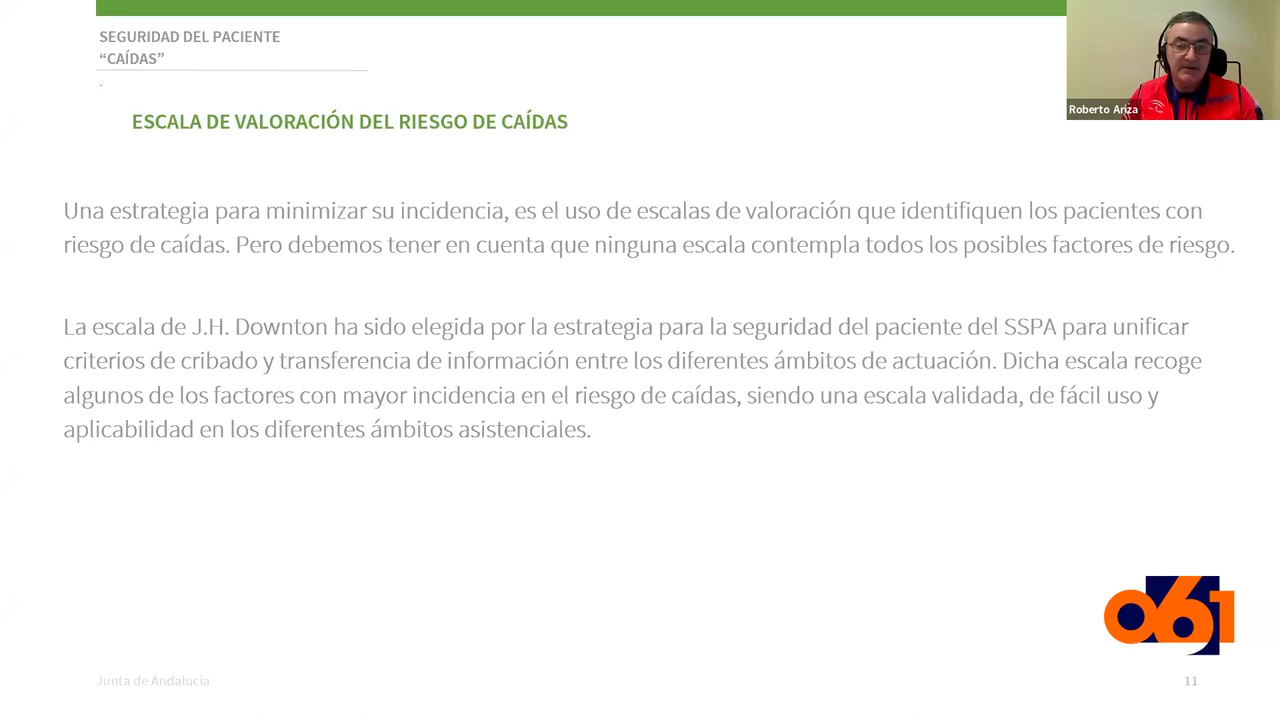 SEGURIDAD DEL PACIENTE
“CAÍDAS”
.
ESCALA DE VALORACIÓN DEL RIESGO DE CAÍDAS
Roberto Ariza
Una estrategia para minimizar su incidencia, es el uso de escalas de valoración que identifiquen los pacientes con
riesgo de caídas. Pero debemos tener en cuenta que ninguna escala contempla todos los posibles factores de riesgo.
La escala de J.H. Downton ha sido elegida por la estrategia para la seguridad del paciente del SSPA para unificar
criterios de cribado y transferencia de información entre los diferentes ámbitos de actuación. Dicha escala recoge
algunos de los factores con mayor incidencia en el riesgo de caídas, siendo una escala validada, de fácil uso y
aplicabilidad en los diferentes ámbitos asistenciales.
061
Junta de Andalucía
11